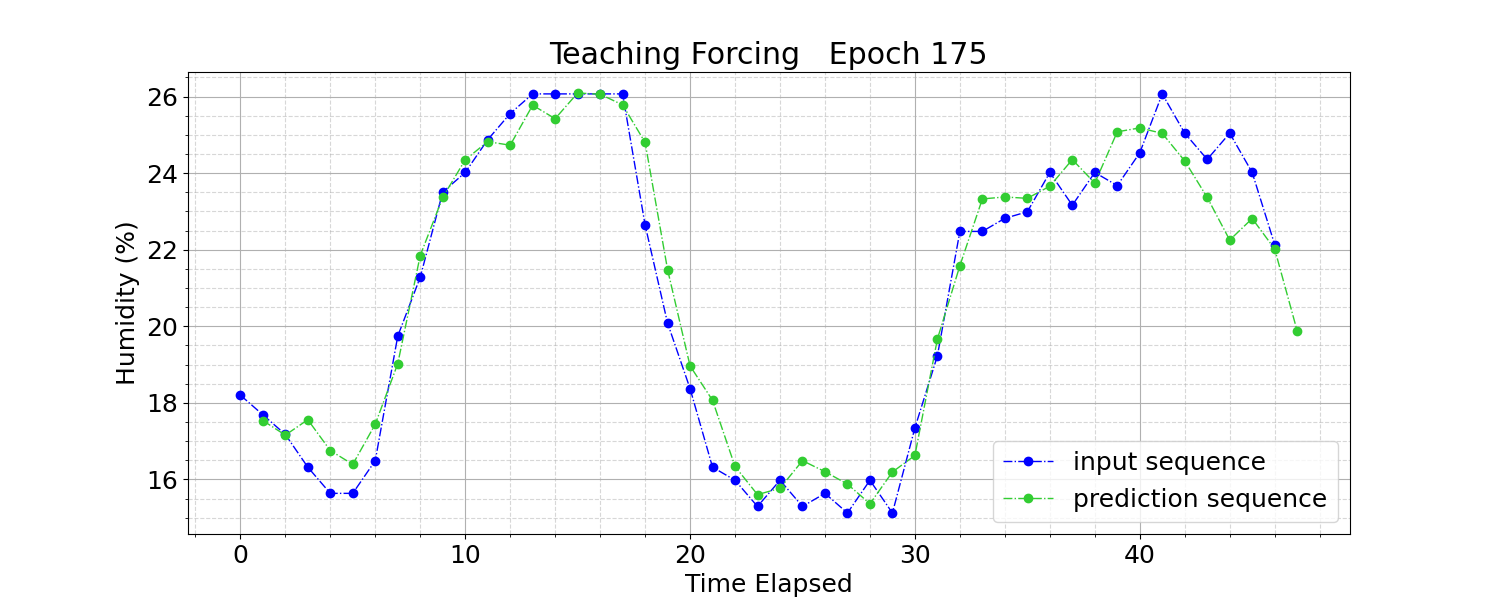 Teaching Forcing   Epoch 175
Humidity (%)
26
24
22
20
18
16
0 10 20 30 40
Time Elapsed
input sequence
prediction sequence